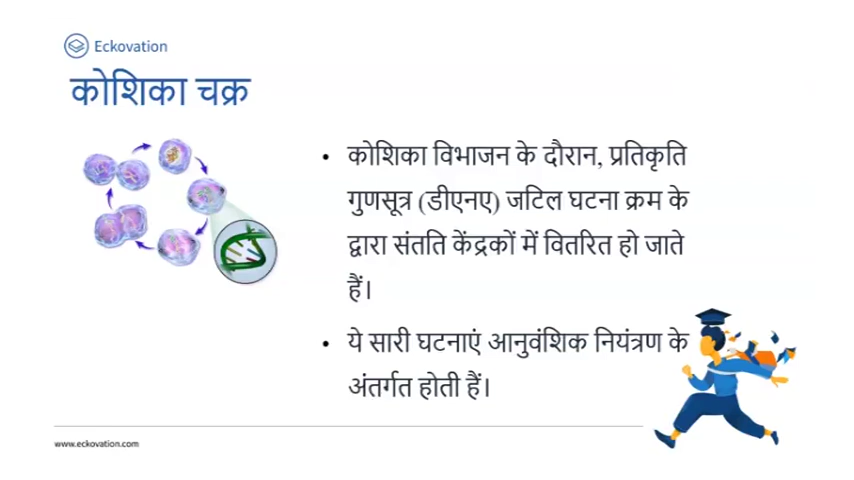 Eckovation
कोशिका चक्र
• कोशिका विभाजन के दौरान, प्रतिकृति
गुणसूत्र (डीएनए) जटिल घटना क्रम के
द्वारा संतति केंद्रकों में वितरित हो जाते
हैं।
• ये सारी घटनाएं आनुवंशिक नियंत्रण के
अंतर्गत होती हैं।
www.eckovation.com